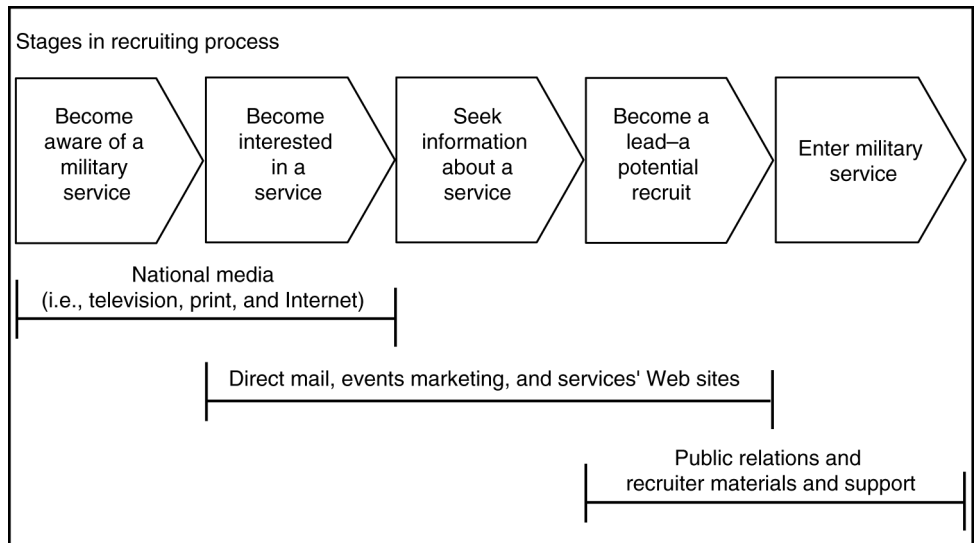 Stages in recruiting process
Become
aware of a
military
service
Become
interested
in a
service
Seek
information
about a
service
Become a
lead–a
potential
recruit
Enter military
service
National media
(i.e., television, print, and Internet)
Direct mail, events marketing, and services' Web sites
Public relations and
recruiter materials and support